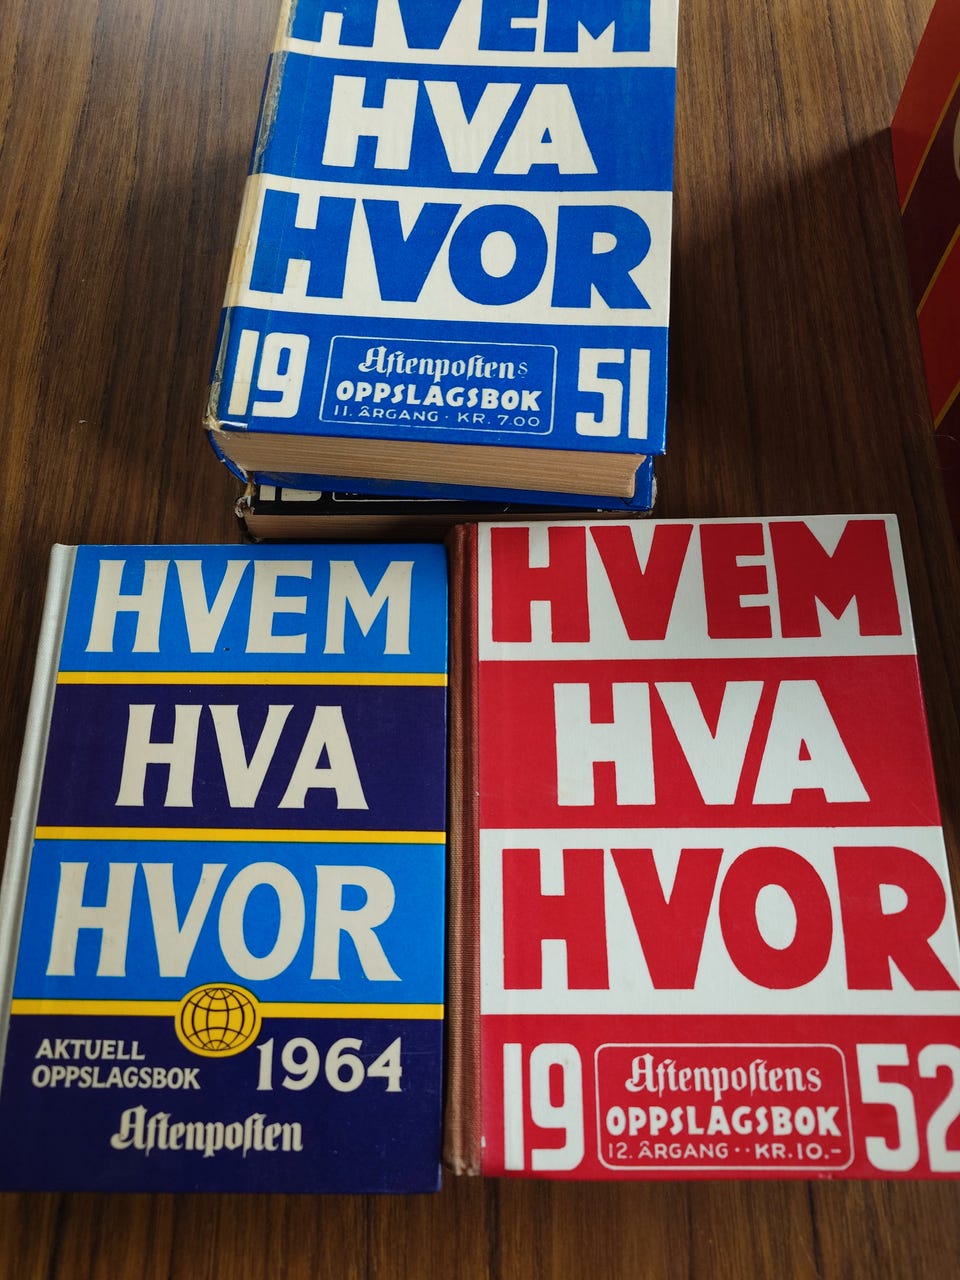 HVEM
HVA
HVOR
19 51
Aftenpostens
OPPSLAGSBOK
11. ÅRGANG · KR. 7.00
HVEM
HVA
HVOR
AKTUELL
OPPSLAGSBOK
1964
Aftenposten
HVEM
HVA
HVOR
19 52
Aftenpostens
OPPSLAGSBOK
12. ÅRGANG ·· KR. 10.-